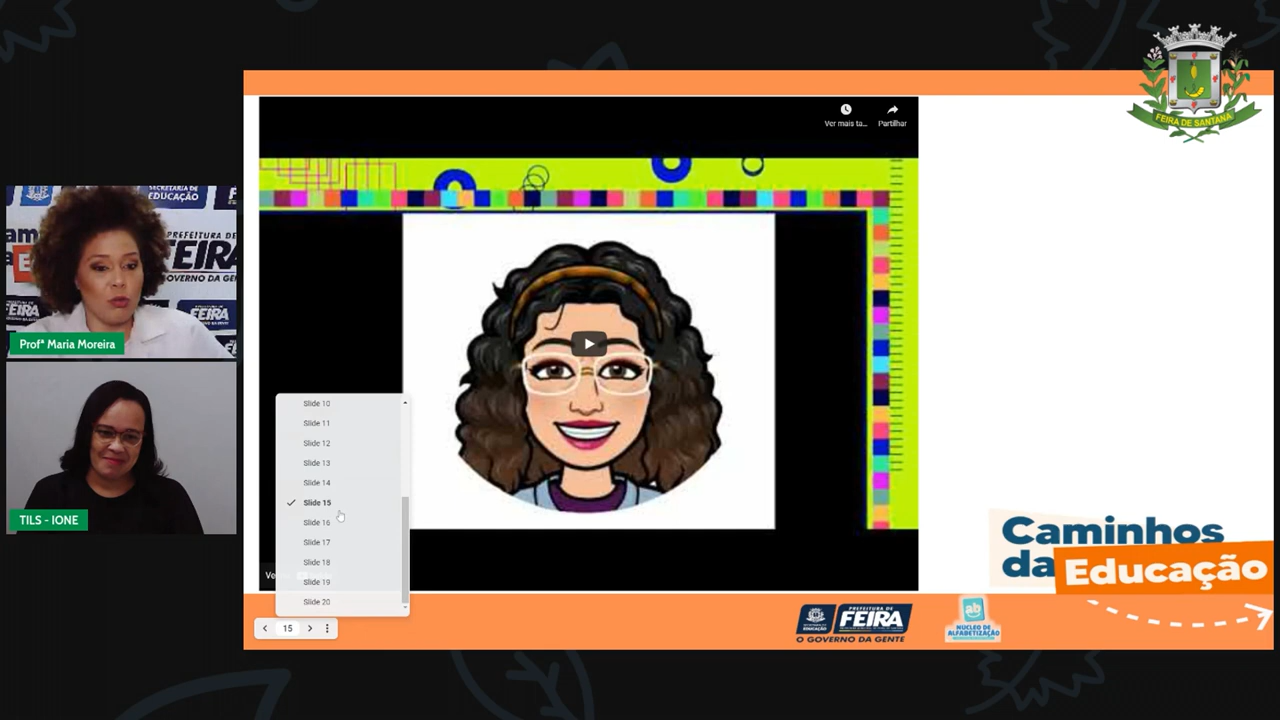 FEIRA DE SANTANA
Ver mais ta...
Partilhar
SECRETARIA DE
EDUCAÇÃO
PREFEITURA DE
FEIRA
GOVERNO DA GENTE
FEIRA
FEIRA
Profª Maria Moreira
TILS - IONE
Slide 10
Slide 11
Slide 12
Slide 13
Slide 14
Slide 15
Slide 16
Slide 17
Slide 18
Slide 19
Slide 20
15
Caminhos
da Educação
EDUCAÇÃO
PREFEITURA DE
FEIRA
O GOVERNO DA GENTE
ab
NÚCLEO DE
ALFABETIZAÇÃO